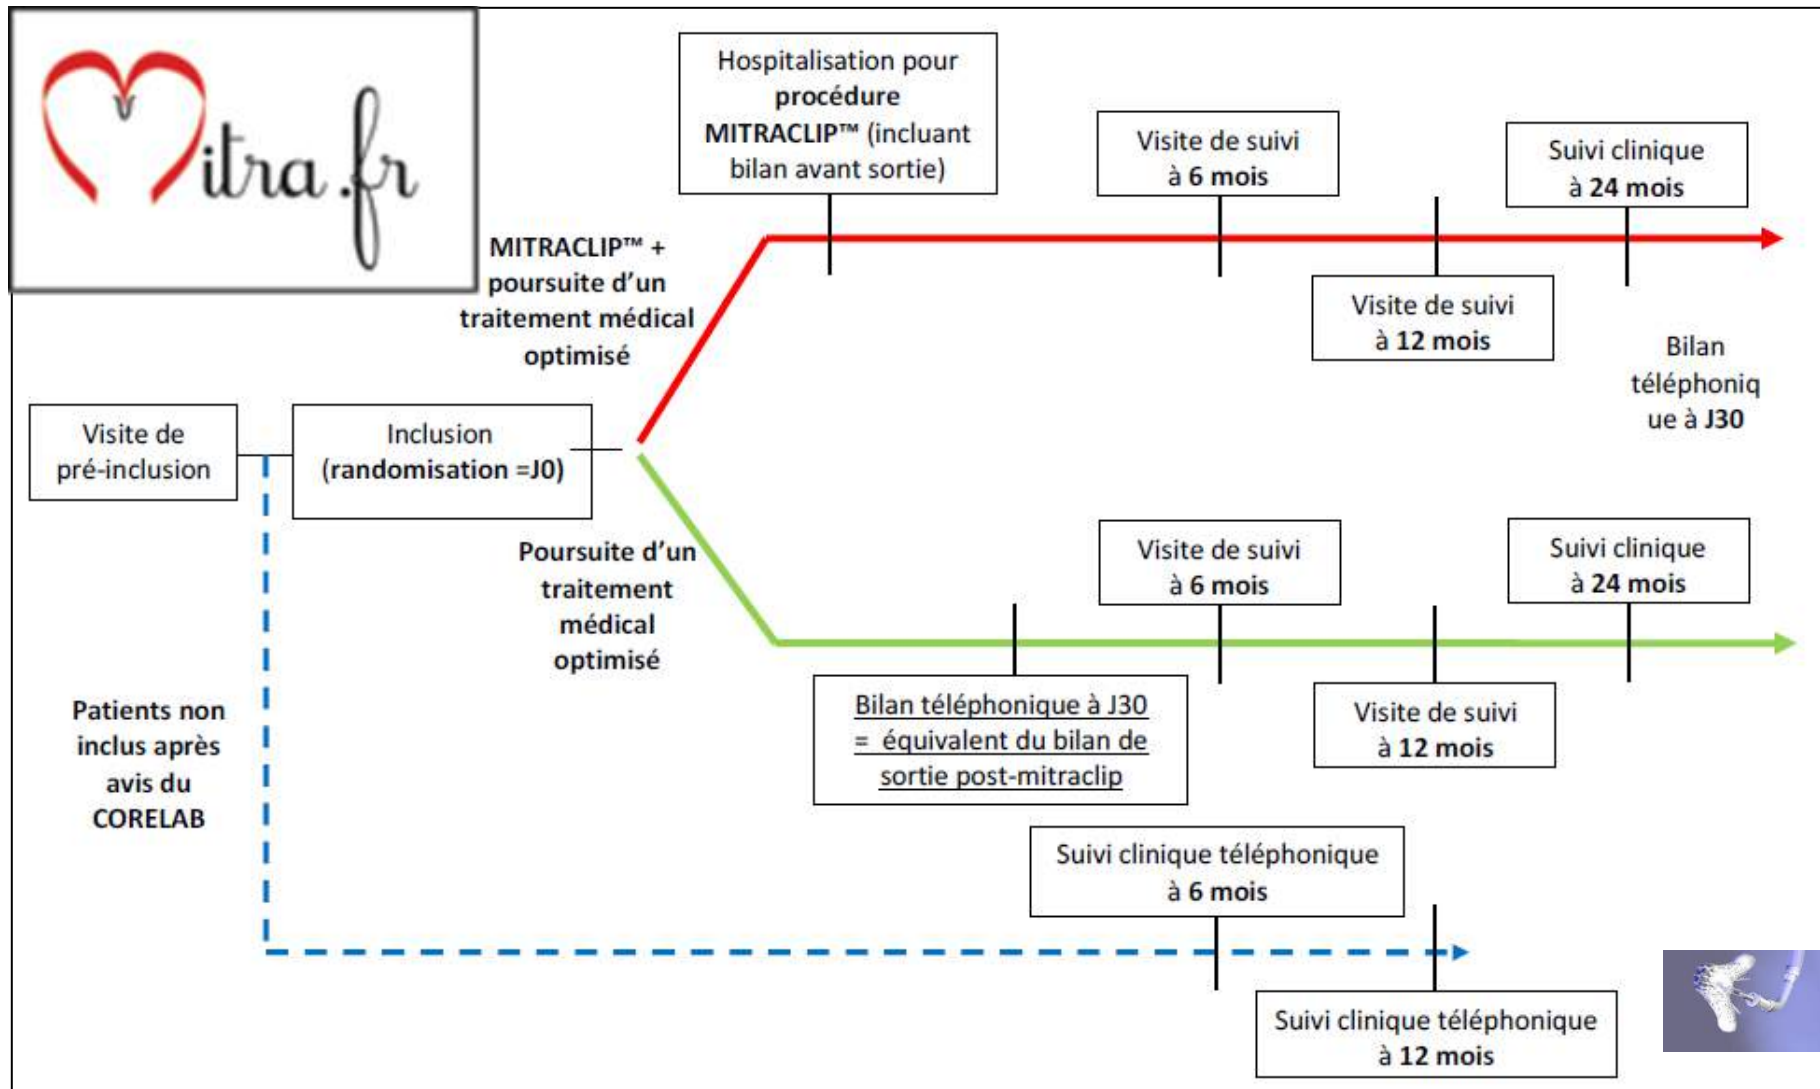 Mitra.fr
Hospitalisation pour
procédure
MITRACLIP™ (incluant
bilan avant sortie)
Visite de suivi
à 6 mois
Suivi clinique
à 24 mois
MITRACLIP™ +
poursuite d’un
traitement médical
optimisé
Visite de suivi
à 12 mois
Bilan
téléphoniq
ue à J30
Visite de
pré-inclusion
Inclusion
(randomisation =J0)
Poursuite d’un
traitement
médical
optimisé
Visite de suivi
à 6 mois
Suivi clinique
à 24 mois
Bilan téléphonique à J30
= équivalent du bilan de
sortie post-mitraclip
Visite de suivi
à 12 mois
Patients non
inclus après
avis du
CORELAB
Suivi clinique téléphonique
à 6 mois
Suivi clinique téléphonique
à 12 mois